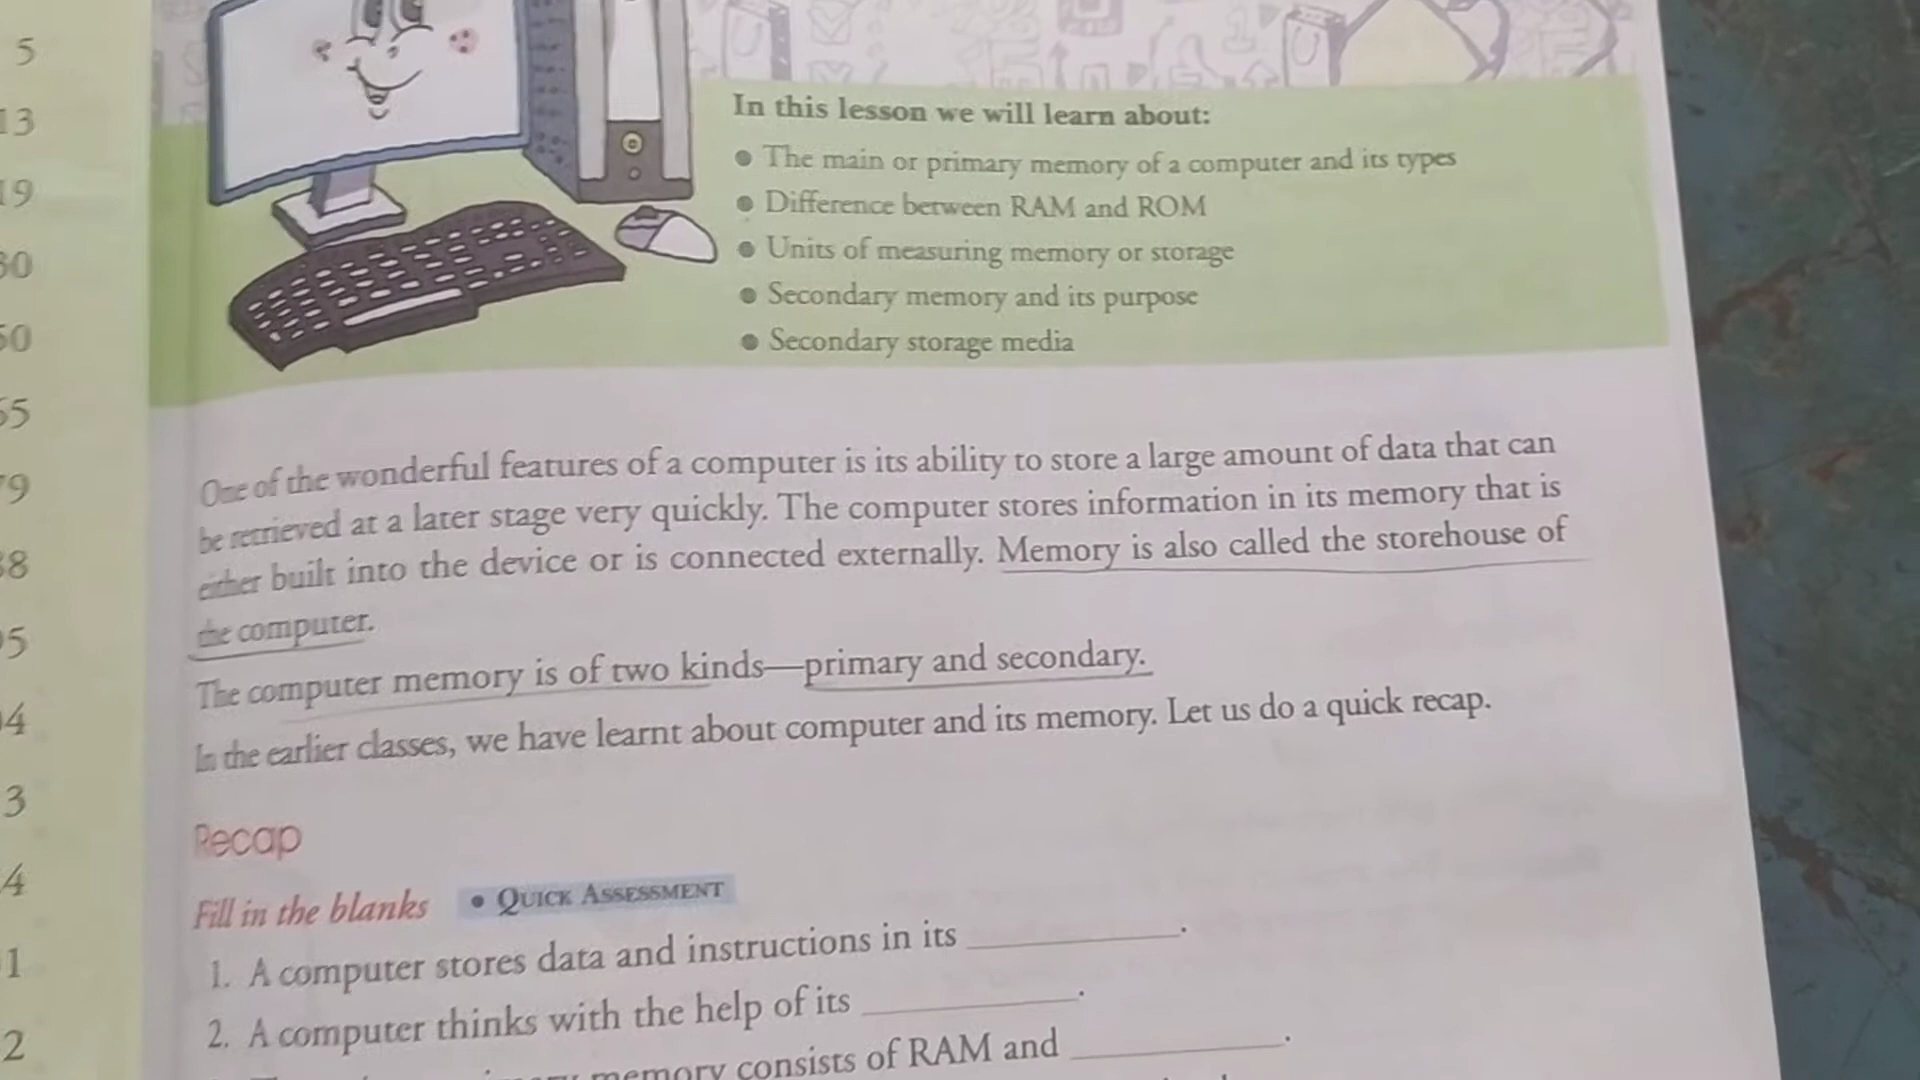 5
13
19
30
50
65
79
88
95
04
3
4
1
2
In this lesson we will learn about:
● The main or primary memory of a computer and its types
● Difference between RAM and ROM
● Units of measuring memory or storage
● Secondary memory and its purpose
● Secondary storage media
One of the wonderful features of a computer is its ability to store a large amount of data that can
be retrieved at a later stage very quickly. The computer stores information in its memory that is
either built into the device or is connected externally. Memory is also called the storehouse of
the computer.
The computer memory is of two kinds—primary and secondary.
In the earlier classes, we have learnt about computer and its memory. Let us do a quick recap.
Recap
Fill in the blanks • QUICK ASSESSMENT
1. A computer stores data and instructions in its ____________.
2. A computer thinks with the help of its ____________.
memory consists of RAM and ____________.